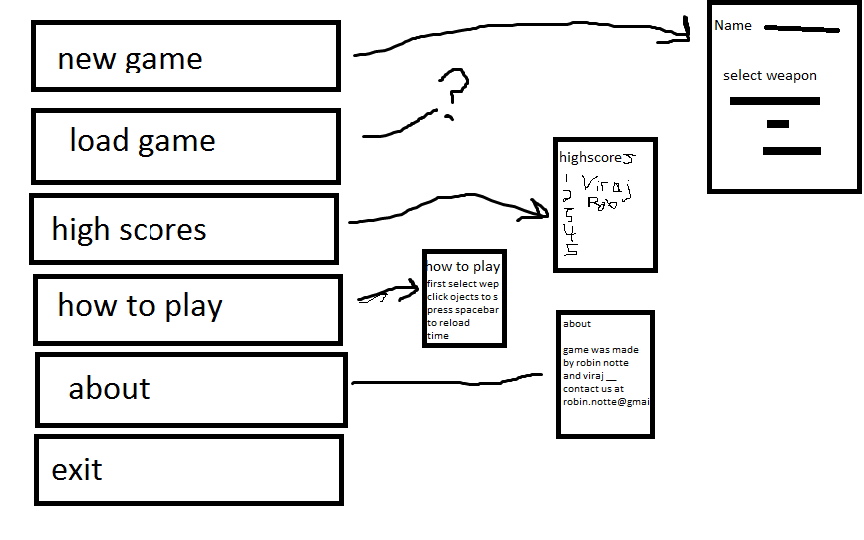 new game
load game
high scores
how to play
about
exit
?
Name
select weapon
highscores
1 Viraj
2 Rob
3
4
5
how to play
first select wep
click ojects to s
press spacebar
to reload
time
about
game was made
by robin notte
and viraj __
contact us at
robin.notte@gmai